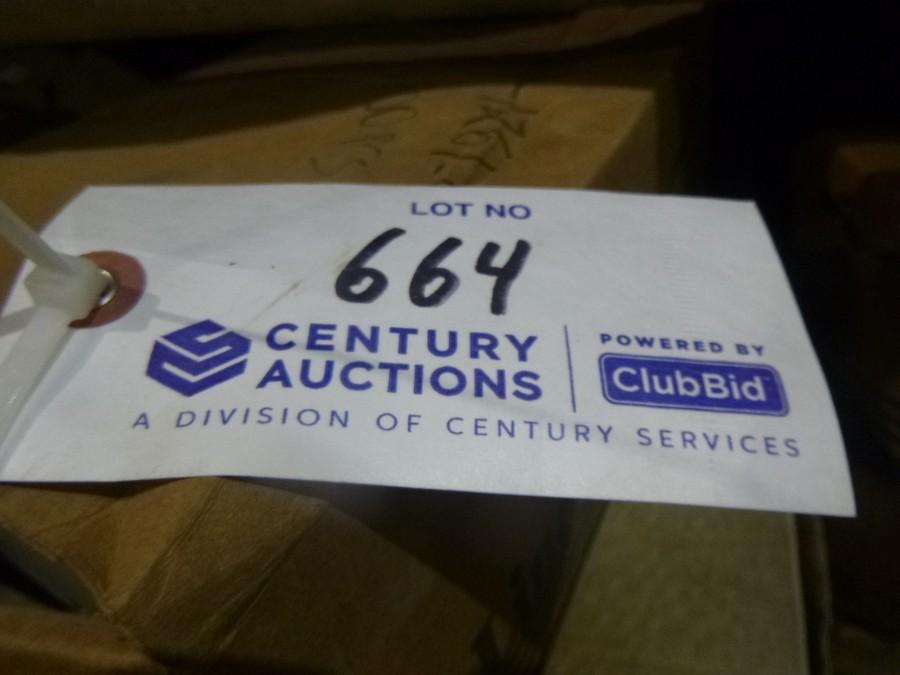 LOT NO
664
CENTURY
AUCTIONS
POWERED BY
ClubBid
A DIVISION OF CENTURY SERVICES